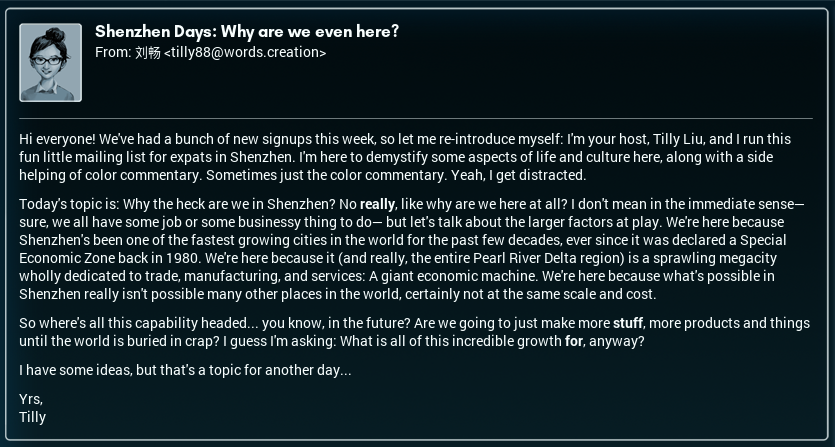 Shenzhen Days: Why are we even here?
From: 刘畅 <tilly88@words.creation>
Hi everyone! We've had a bunch of new signups this week, so let me re-introduce myself: I'm your host, Tilly Liu, and I run this
fun little mailing list for expats in Shenzhen. I'm here to demystify some aspects of life and culture here, along with a side
helping of color commentary. Sometimes just the color commentary. Yeah, I get distracted.
Today's topic is: Why the heck are we in Shenzhen? No really, like why are we here at all? I don't mean in the immediate sense—
sure, we all have some job or some businessy thing to do— but let's talk about the larger factors at play. We're here because
Shenzhen's been one of the fastest growing cities in the world for the past few decades, ever since it was declared a Special
Economic Zone back in 1980. We're here because it (and really, the entire Pearl River Delta region) is a sprawling megacity
wholly dedicated to trade, manufacturing, and services: A giant economic machine. We're here because what's possible in
Shenzhen really isn't possible many other places in the world, certainly not at the same scale and cost.
So where's all this capability headed... you know, in the future? Are we going to just make more stuff, more products and things
until the world is buried in crap? I guess I'm asking: What is all of this incredible growth for, anyway?
I have some ideas, but that's a topic for another day...
Yrs,
Tilly